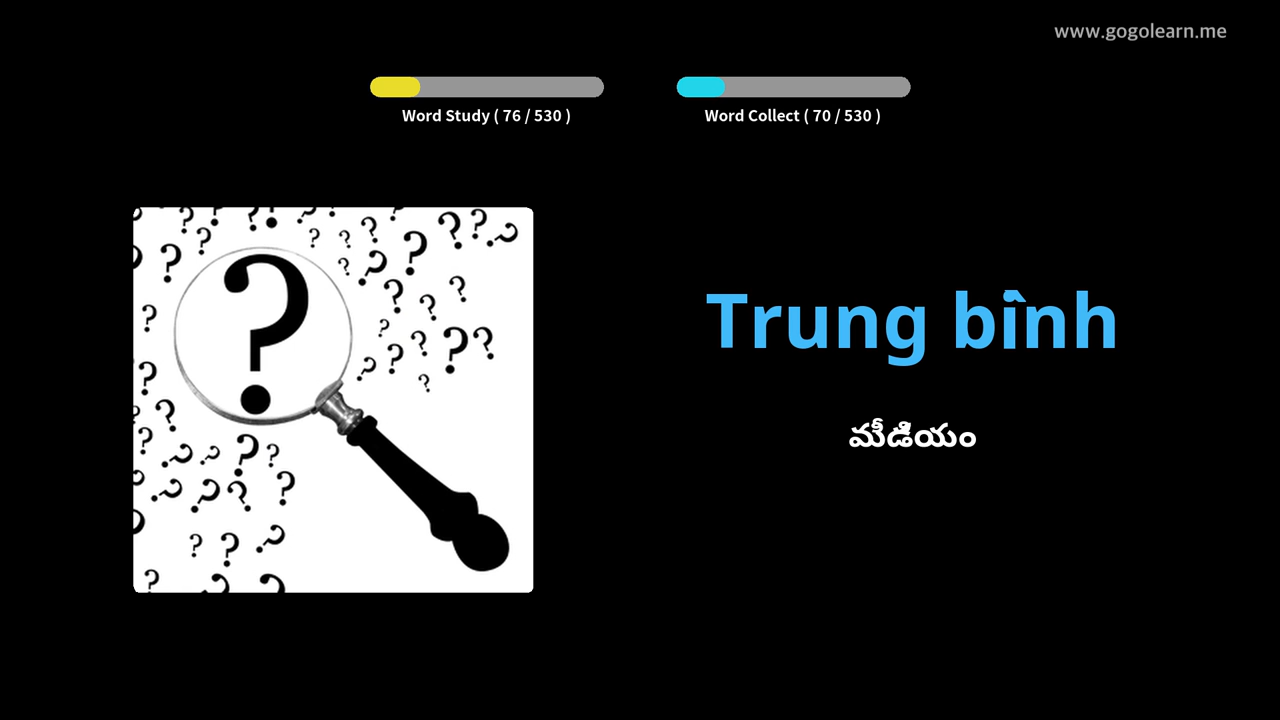 www.gogolearn.me
Word Study ( 76 / 530 )
Word Collect ( 70 / 530 )
Trung bình
మీడియం